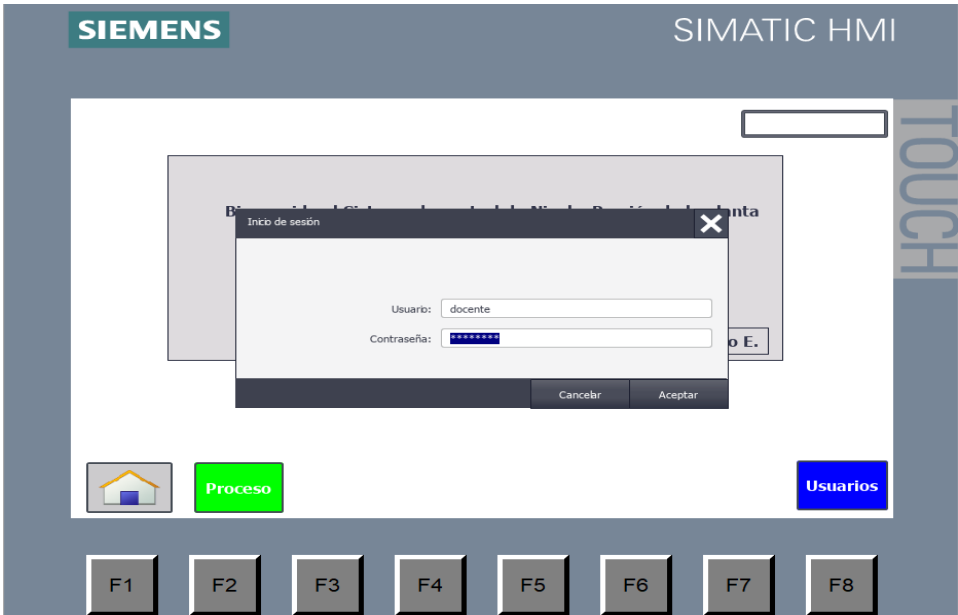 SIEMENS
SIMATIC HMI
TOUCH
nta
Inicio de sesión
Usuario:
docente
Contraseña:
********
o E.
Cancelar
Aceptar
Proceso
Usuarios
F1
F2
F3
F4
F5
F6
F7
F8